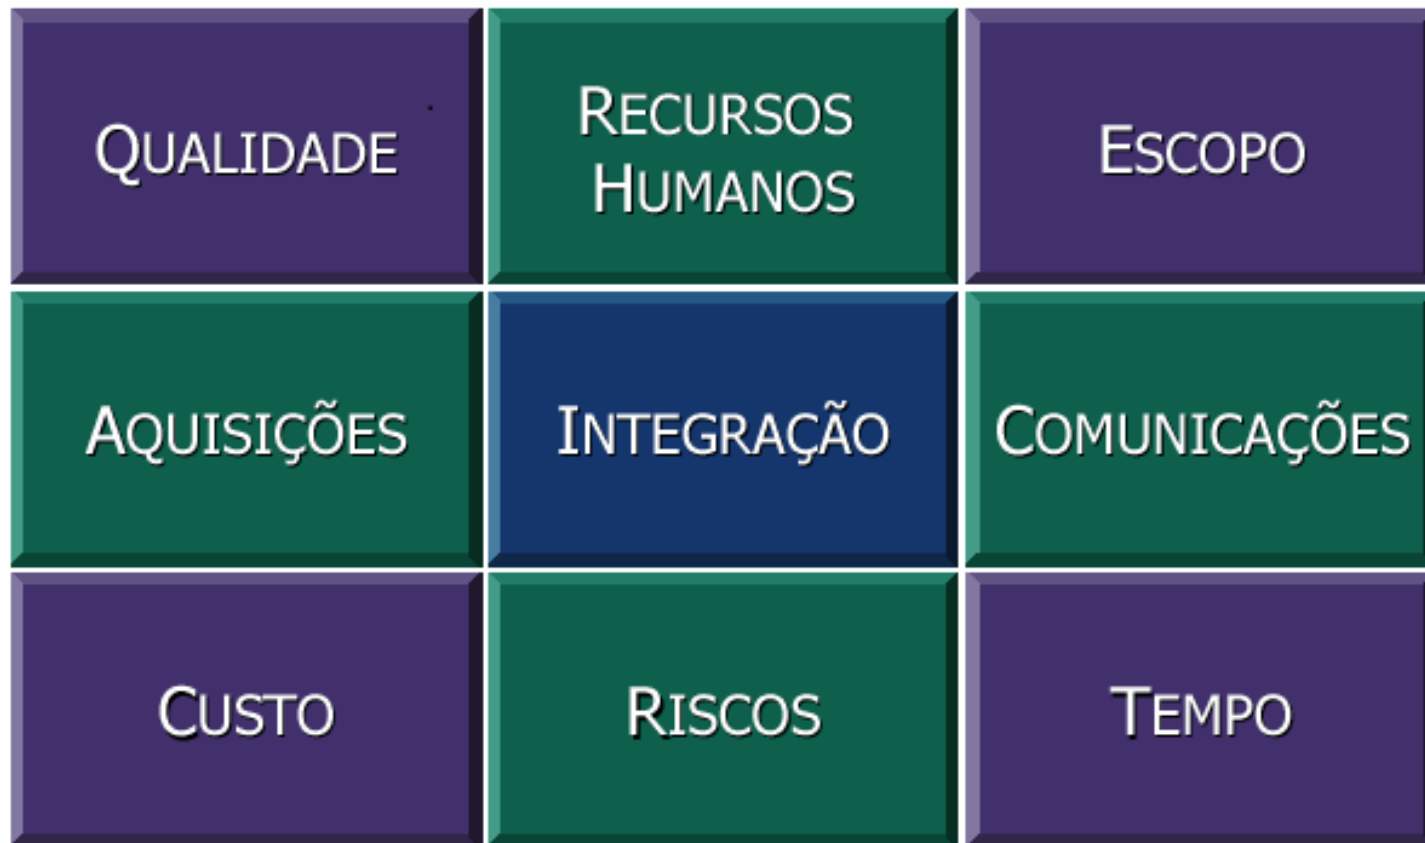 QUALIDADE
RECURSOS
HUMANOS
ESCOPO
AQUISIÇÕES
INTEGRAÇÃO
COMUNICAÇÕES
CUSTO
RISCOS
TEMPO